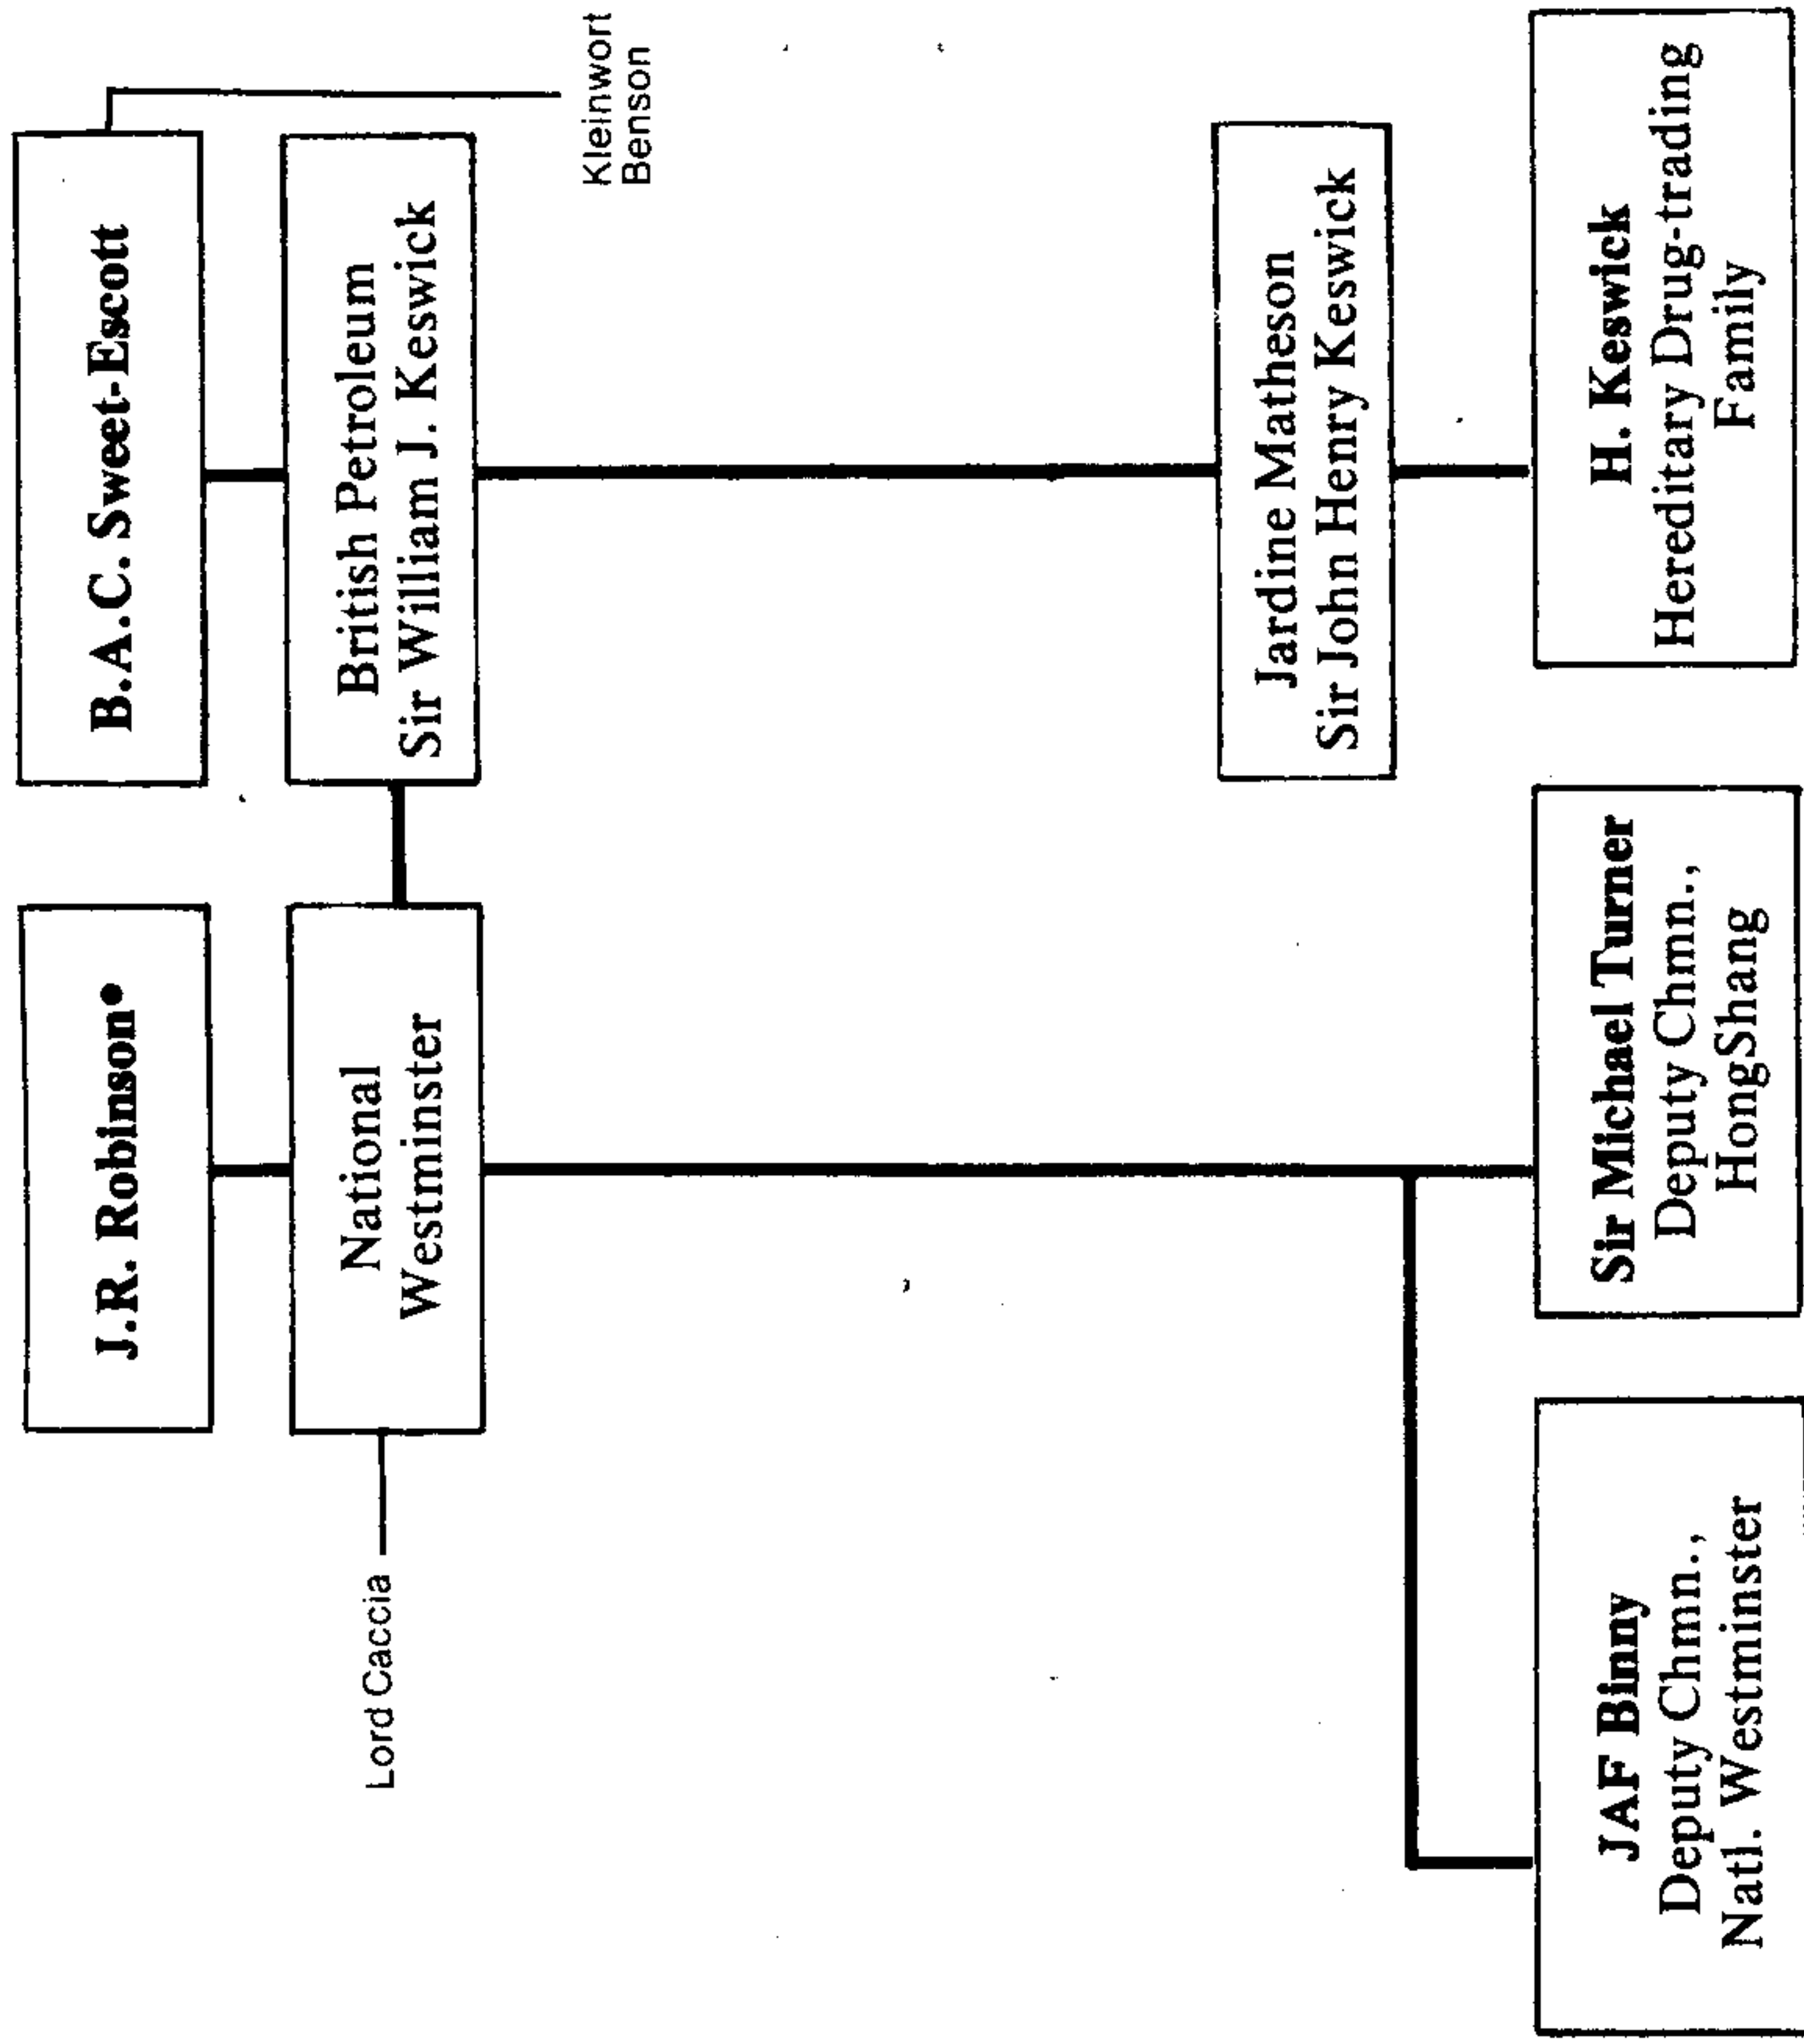 J.R. Robinson•
B.A.C. Sweet-Escott
Lord Caccia
National
Westminster
British Petroleum
Sir William J. Keswick
Kleinwort
Benson
Jardine Matheson
Sir John Henry Keswick
JAF Binny
Deputy Chmn.,
Natl. Westminster
Sir Michael Turner
Deputy Chmn.,
HongShang
H. Keswick
Hereditary Drug-trading
Family